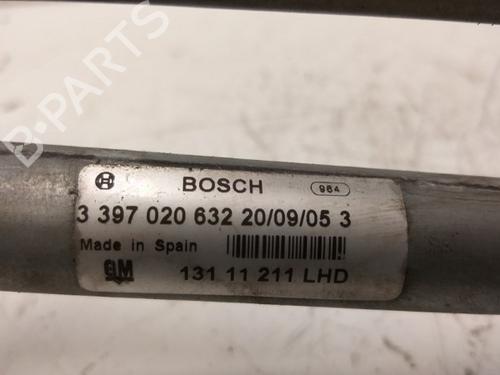 BOSCH 964
3 397 020 632 20/09/05 3
Made in Spain
GM 131 11 211 LHD
B-PARTS